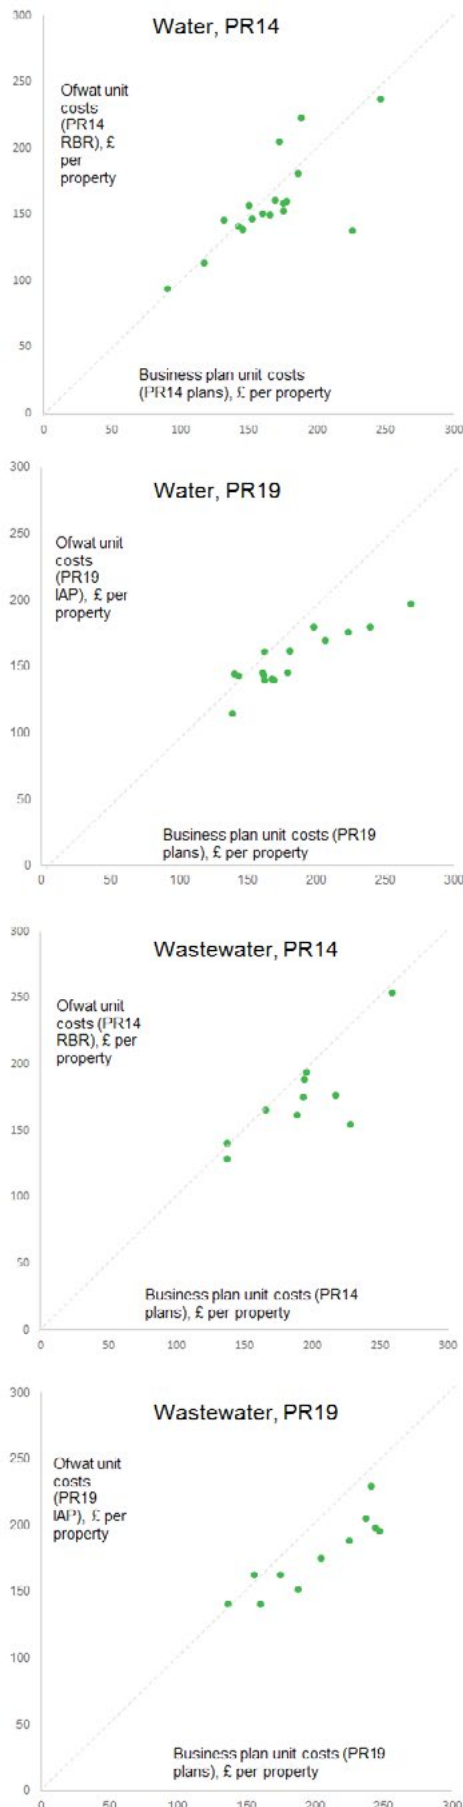 Water, PR14
300
250
200
150
100
50
0
Ofwat unit
costs
(PR14
RBR), £
per
property
Business plan unit costs
(PR14 plans), £ per property
0 50 100 150 200 250 300
Water, PR19
300
250
200
150
100
50
0
Ofwat unit
costs
(PR19
IAP), £ per
property
Business plan unit costs (PR19
plans), £ per property
0 50 100 150 200 250 300
Wastewater, PR14
300
250
200
150
100
50
0
Ofwat unit
costs (PR14
RBR), £ per
property
Business plan unit costs (PR14
plans), £ per property
0 50 100 150 200 250 300
Wastewater, PR19
300
250
200
150
100
50
0
Ofwat unit
costs
(PR19
IAP), £ per
property
Business plan unit costs (PR19
plans), £ per property
0 50 100 150 200 250 300